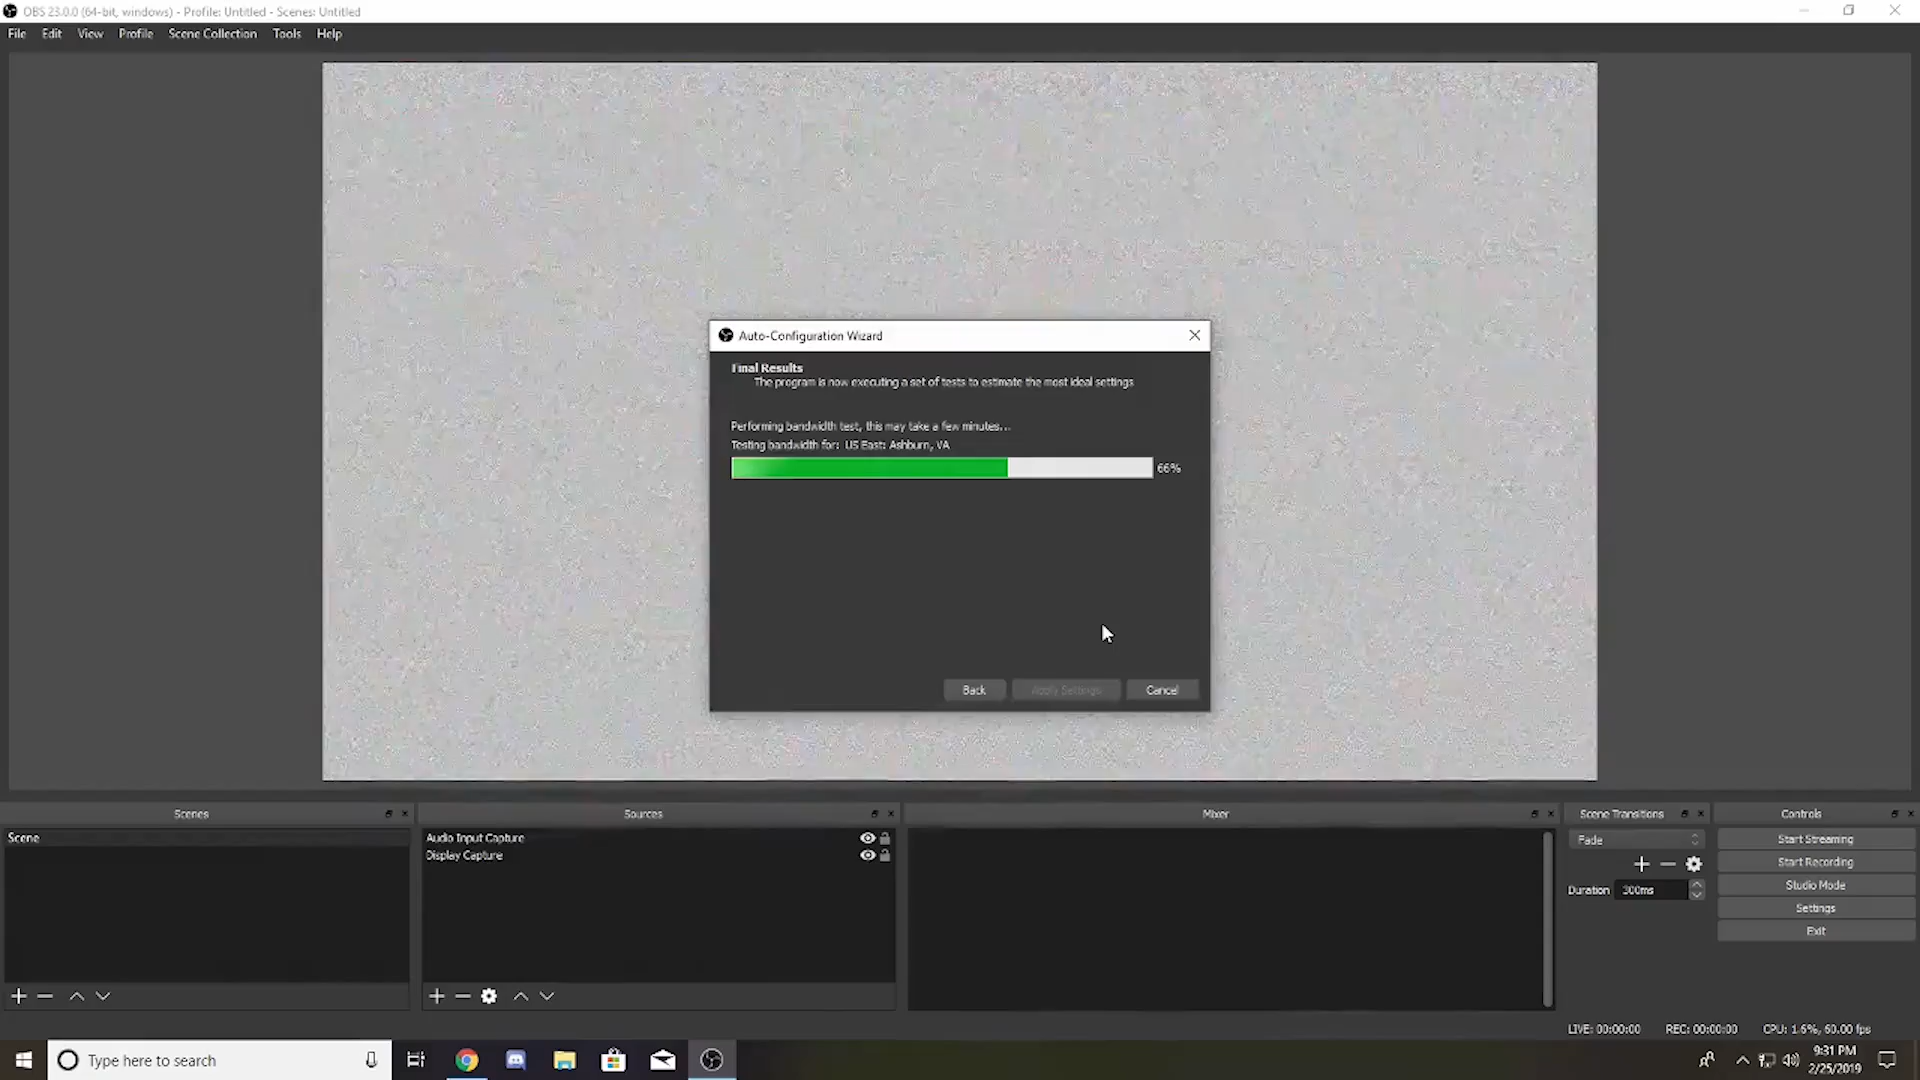 OBS 23.0.0 (64-bit, windows) - Profile: Untitled - Scenes: Untitled
File Edit View Profile Scene Collection Tools Help
Auto-Configuration Wizard
Final Results
The program is now executing a set of tests to estimate the most ideal settings
Performing bandwidth test, this may take a few minutes...
Testing bandwidth for: US East: Ashburn, VA
66%
Back Apply Settings Cancel
Scenes Sources Mixer Scene Transitions Controls
Scene
Audio Input Capture
Display Capture
Fade
Duration 300ms
Start Streaming
Start Recording
Studio Mode
Settings
Exit
LIVE: 00:00:00 REC: 00:00:00 CPU: 1.6%, 60.00 fps
Type here to search
9:31 PM
2/25/2019